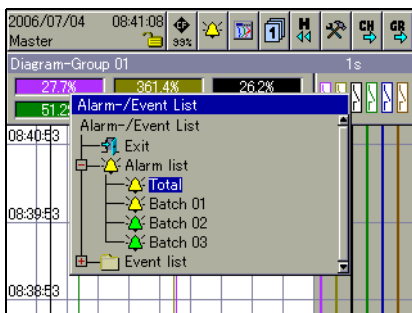 2006/07/04 08:41:08
Master
99%
1
H
CH
GR
Diagram-Group 01
1s
27.7% 361.4% 26.2%
51.2
Alarm-/Event List
Alarm-/Event List
Exit
Alarm list
Total
Batch 01
Batch 02
Batch 03
Event list
08:40:53
08:39:53
08:38:53